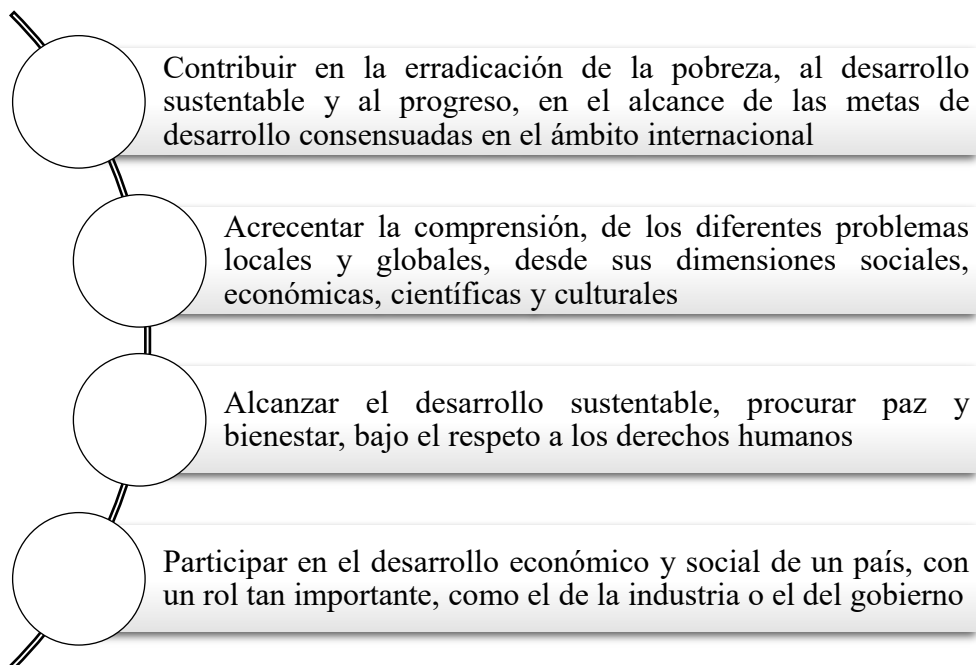 Contribuir en la erradicación de la pobreza, al desarrollo
sustentable y al progreso, en el alcance de las metas de
desarrollo consensuadas en el ámbito internacional
Acrecentar la comprensión, de los diferentes problemas
locales y globales, desde sus dimensiones sociales,
económicas, científicas y culturales
Alcanzar el desarrollo sustentable, procurar paz y
bienestar, bajo el respeto a los derechos humanos
Participar en el desarrollo económico y social de un país, con
un rol tan importante, como el de la industria o el del gobierno